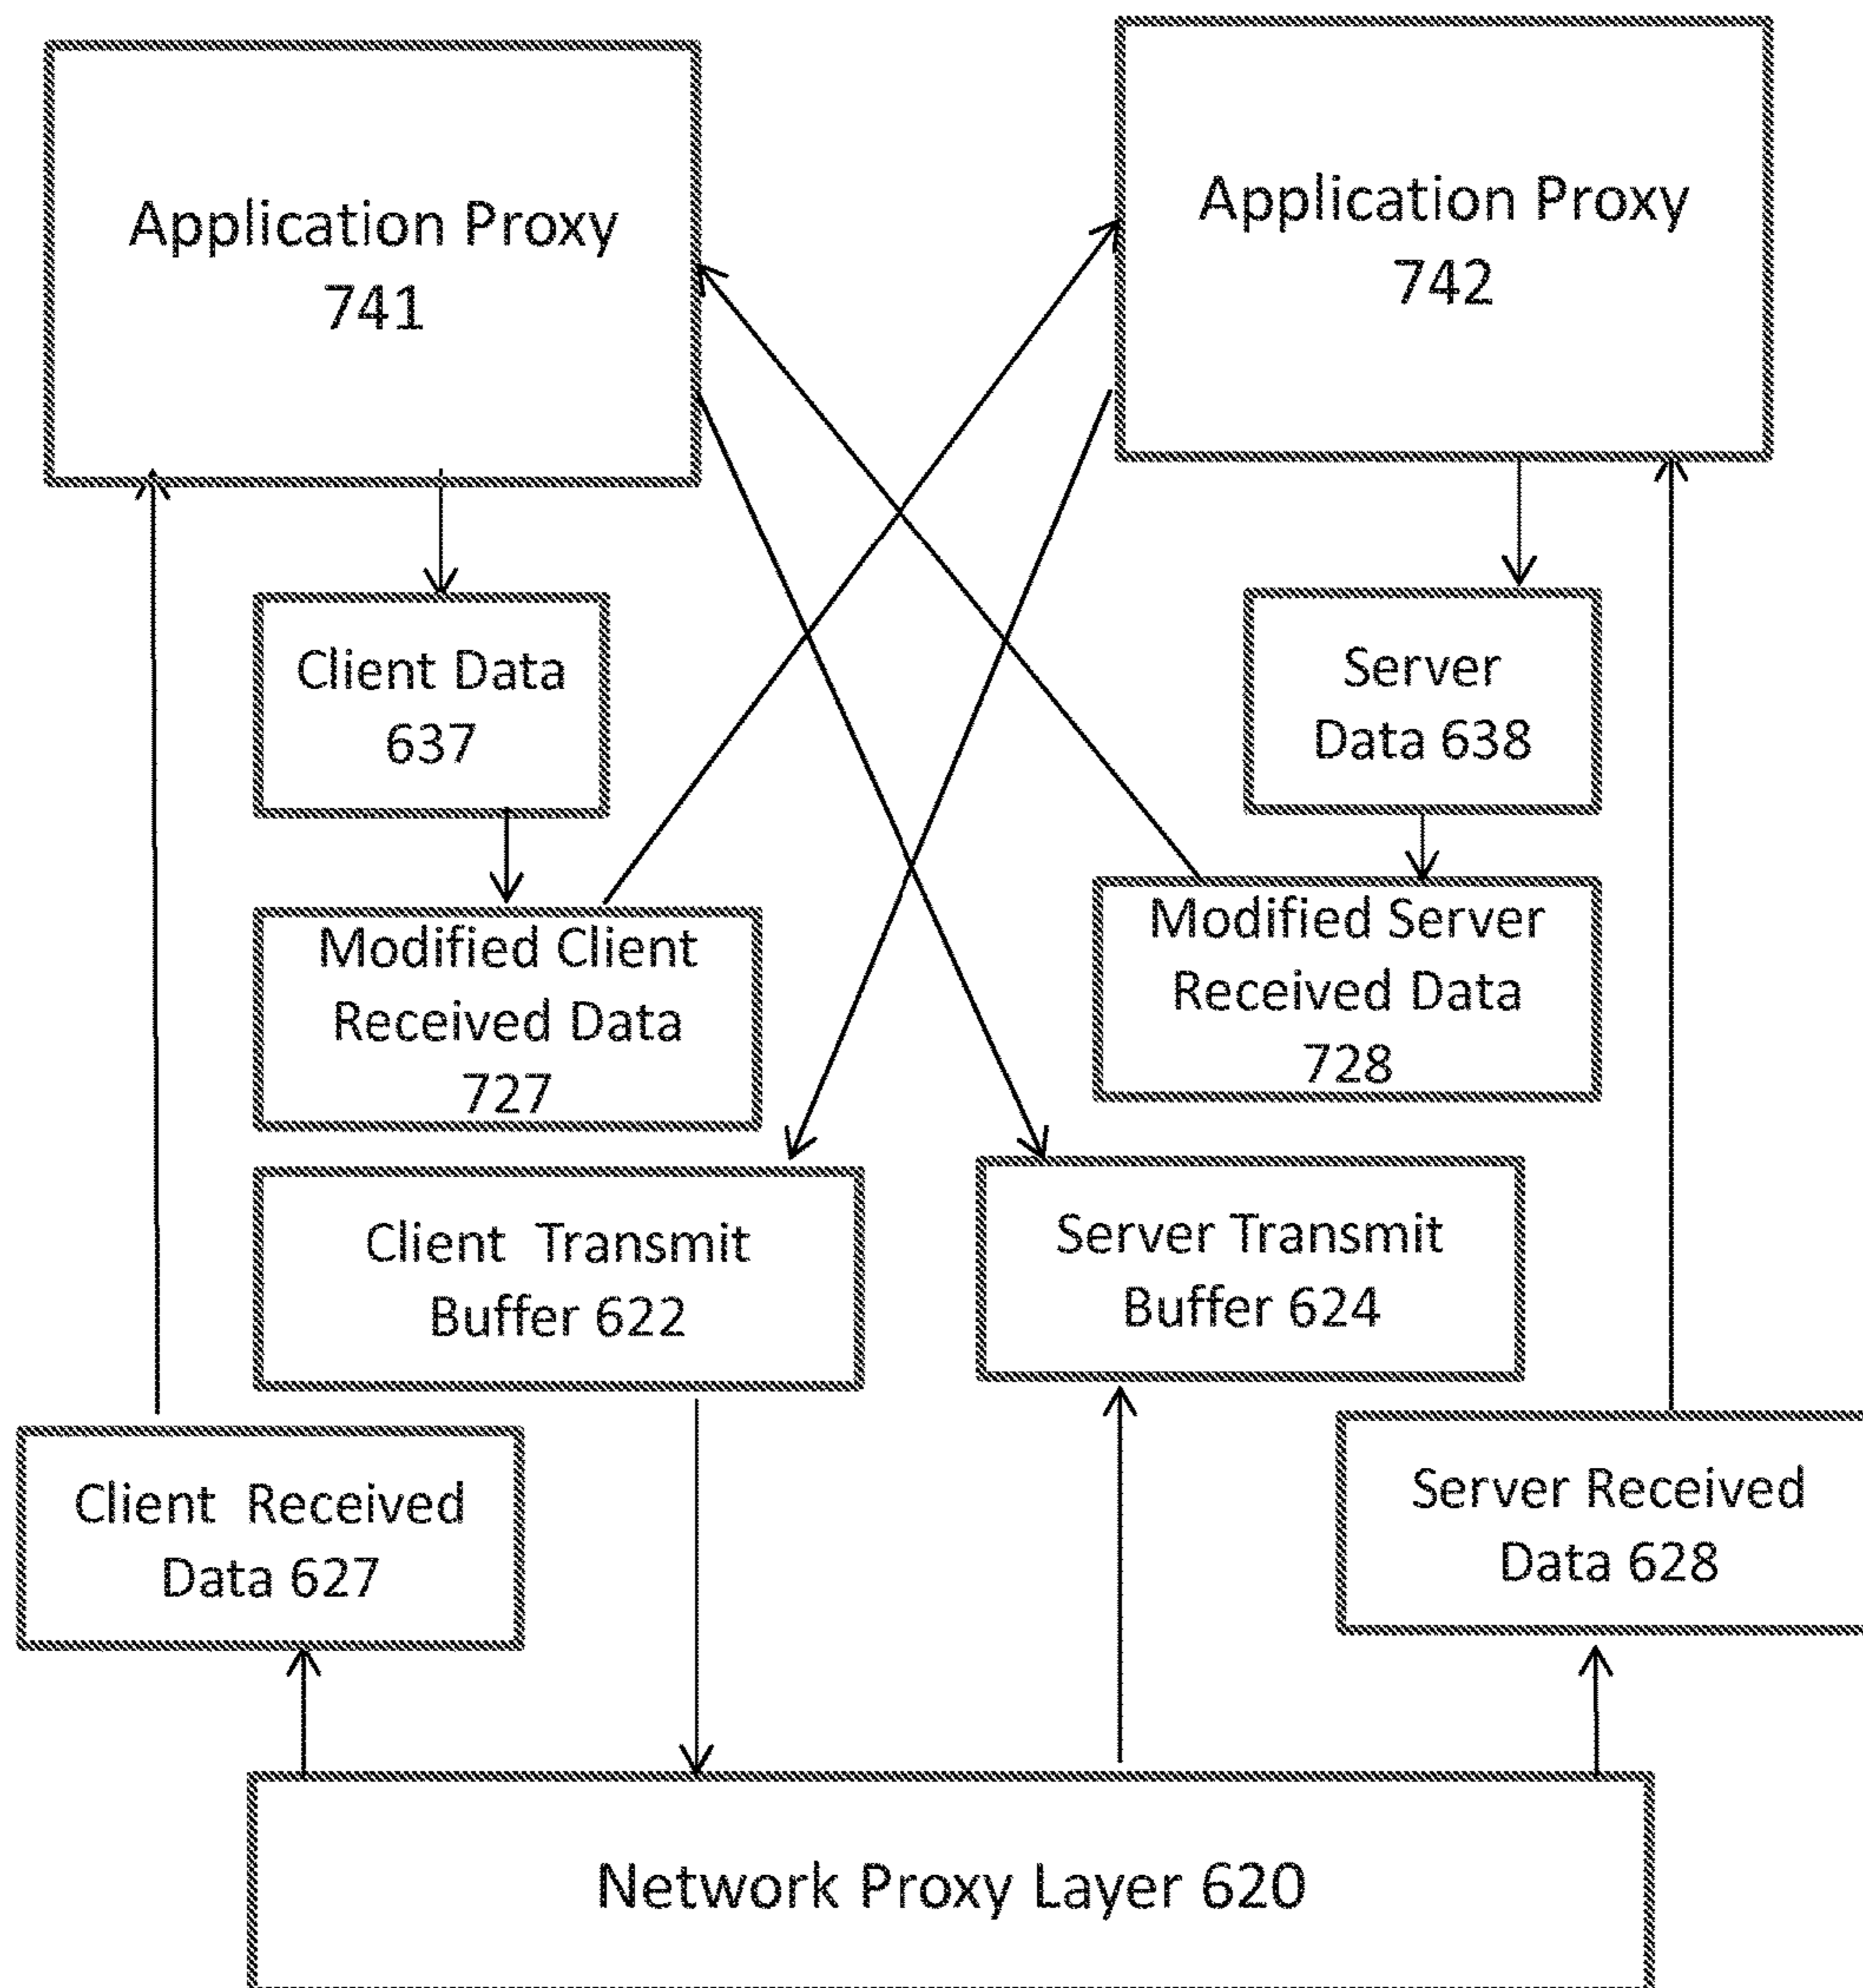 Application Proxy
741
Application Proxy
742
Client Data
637
Server
Data 638
Modified Client
Received Data
727
Modified Server
Received Data
728
Client Transmit
Buffer 622
Server Transmit
Buffer 624
Client Received
Data 627
Server Received
Data 628
Network Proxy Layer 620